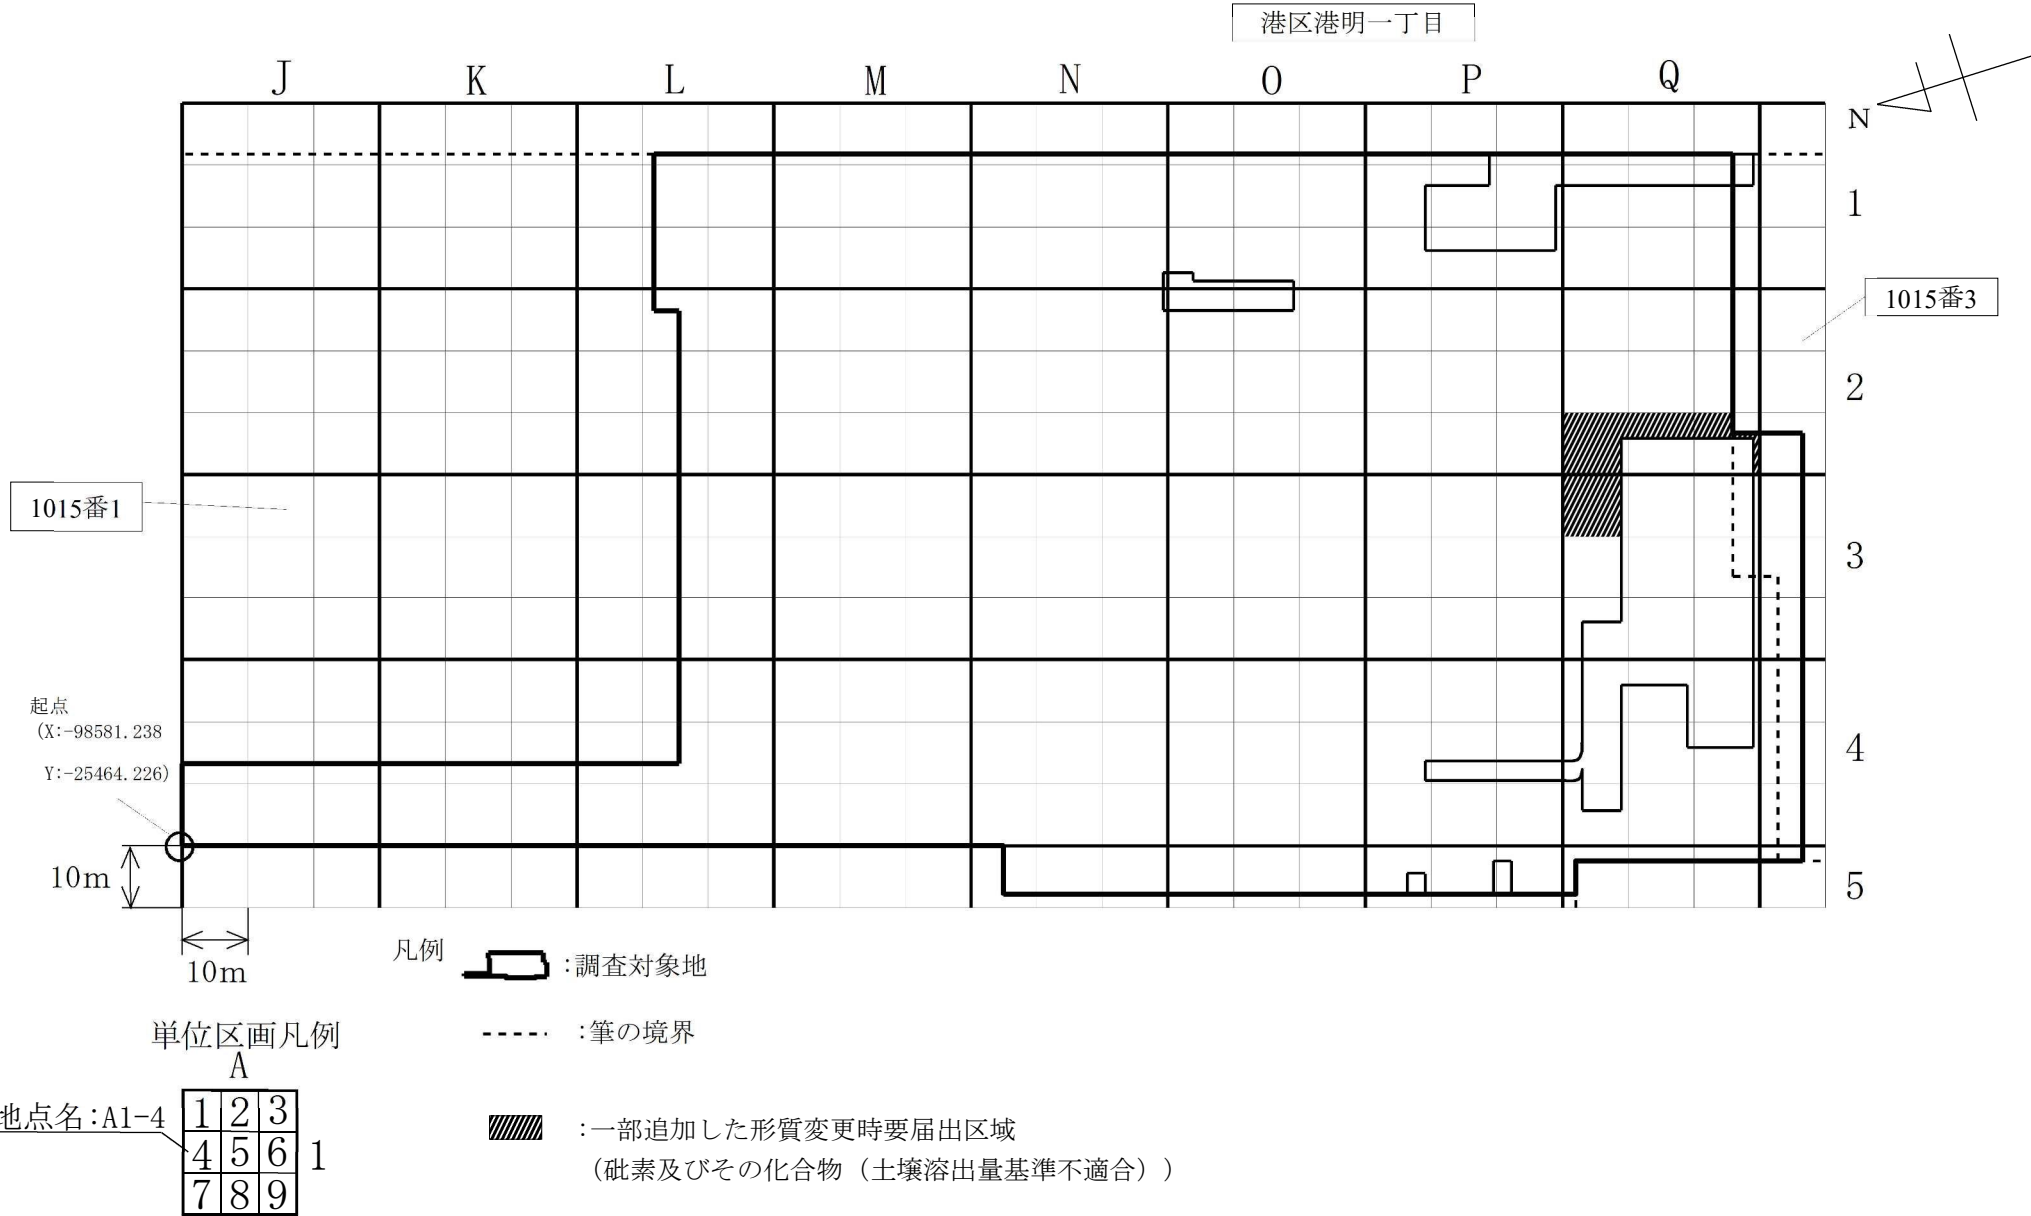 港区港明一丁目
J K L M N O P Q
N
1
1015番3
2
1015番1
3
起点
(X:-98581.238
Y:-25464.226)
4
10m
5
10m
凡例
:調査対象地
単位区画凡例
:筆の境界
A
地点名:A1-4
1 2 3
4 5 6
7 8 9
1
:一部追加した形質変更時要届出区域
(砒素及びその化合物(土壌溶出量基準不適合))